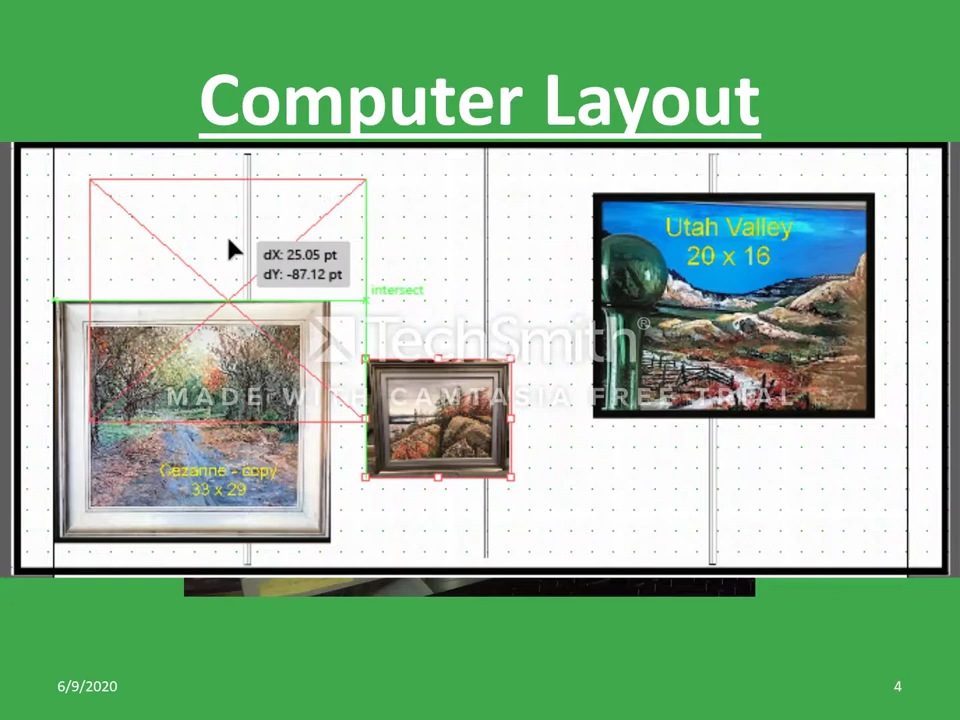 Computer Layout
Utah Valley
20 x 16
dX: 25.05 pt
dY: -87.12 pt
intersect
TechSmith®
MADE WITH CAMTASIA FREE TRIAL
Cezanne - copy
33 x 29
6/9/2020
4